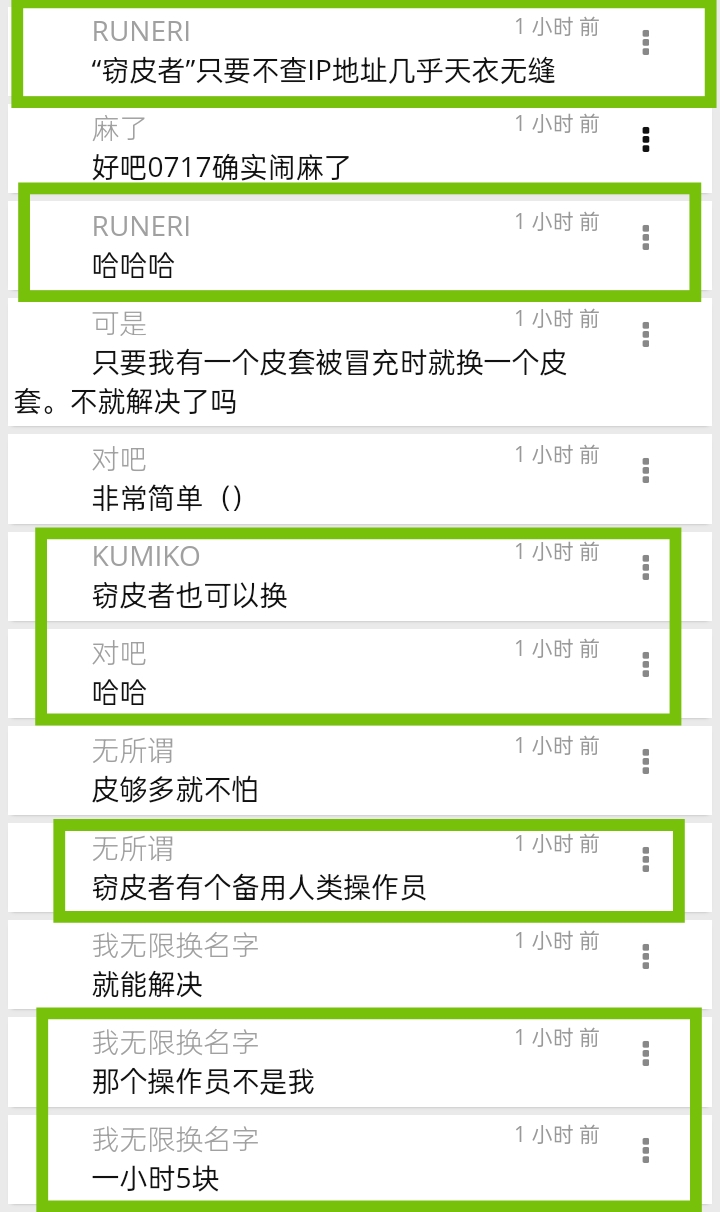 RUNERI 1 小时 前
“窃皮者”只要不查IP地址几乎天衣无缝
麻了 1 小时 前
好吧0717确实闹麻了
RUNERI 1 小时 前
哈哈哈
可是 1 小时 前
只要我有一个皮套被冒充时就换一个皮
套。不就解决了吗
对吧 1 小时 前
非常简单（）
KUMIKO 1 小时 前
窃皮者也可以换
对吧 1 小时 前
哈哈
无所谓 1 小时 前
皮够多就不怕
无所谓 1 小时 前
窃皮者有个备用人类操作员
我无限换名字 1 小时 前
就能解决
我无限换名字 1 小时 前
那个操作员不是我
我无限换名字 1 小时 前
一小时5块